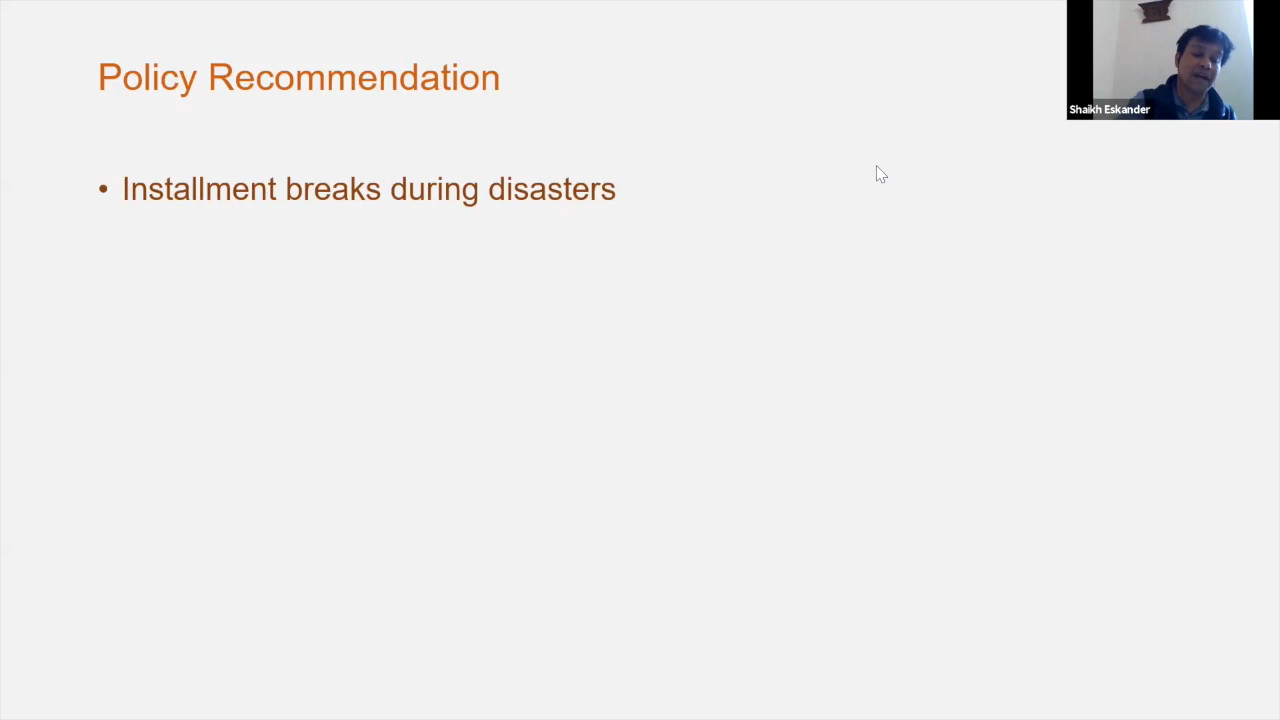 Policy Recommendation
Shaikh Eskander
• Installment breaks during disasters